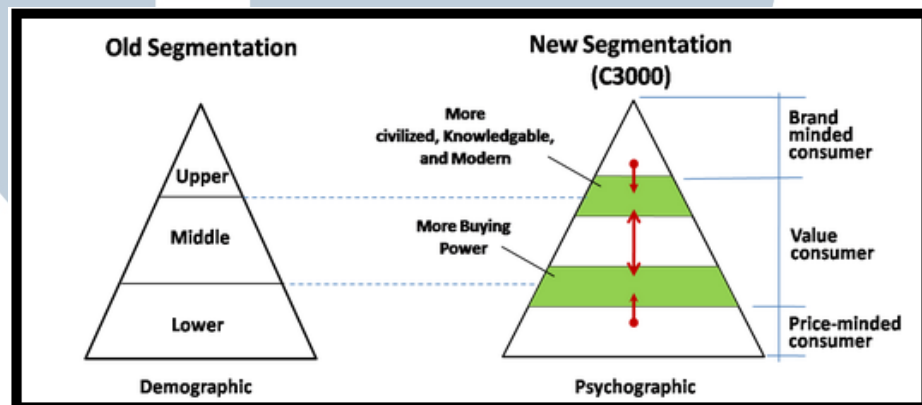 Old Segmentation
Upper
Middle
Lower
Demographic
New Segmentation
(C3000)
More
civilized, Knowledgable,
and Modern
More Buying
Power
Brand
minded
consumer
Value
consumer
Price-minded
consumer
Psychographic